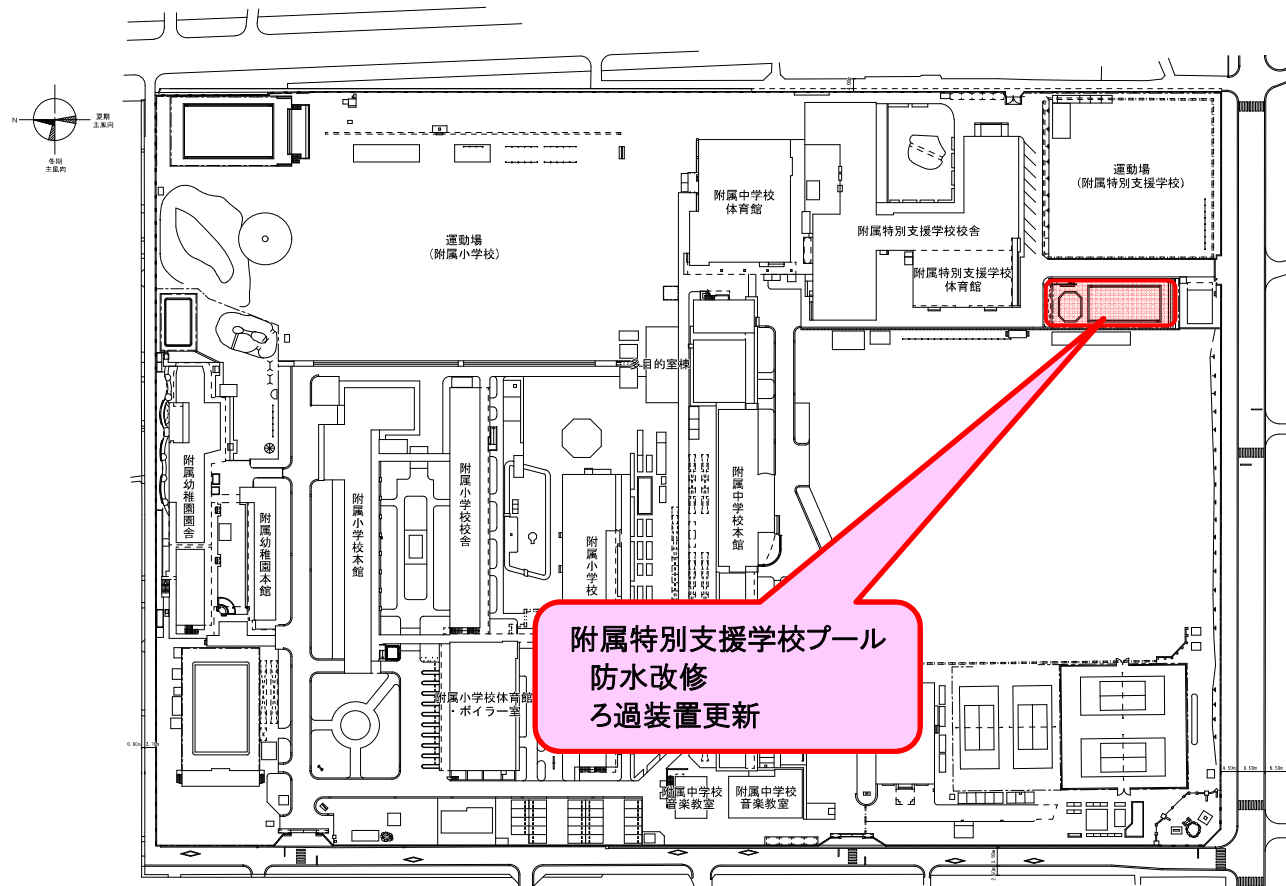 N
夏期
主風向
冬期
主風向
運動場
(附属小学校)
附属中学校
体育館
附属特別支援学校校舎
附属特別支援学校
体育館
運動場
(附属特別支援学校)
多目的室棟
附属幼稚園園舎
附属幼稚園本館
附属小学校本館
附属小学校校舎
附属小学校
附属中学校本館
附属特別支援学校プール
防水改修
ろ過装置更新
附属小学校体育館
・ボイラー室
附属中学校
音楽教室
附属中学校
音楽教室
4.50m
9.00m
6.50m